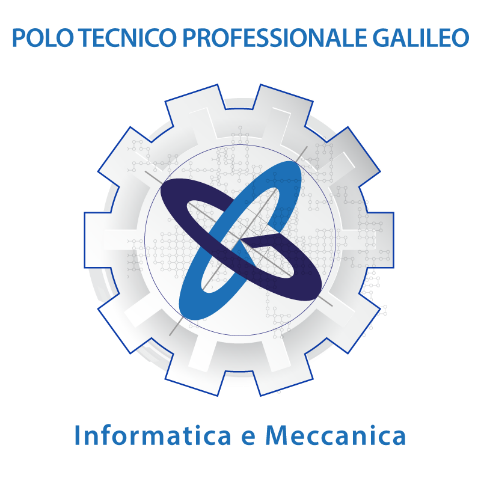 POLO TECNICO PROFESSIONALE GALILEO
Informatica e Meccanica